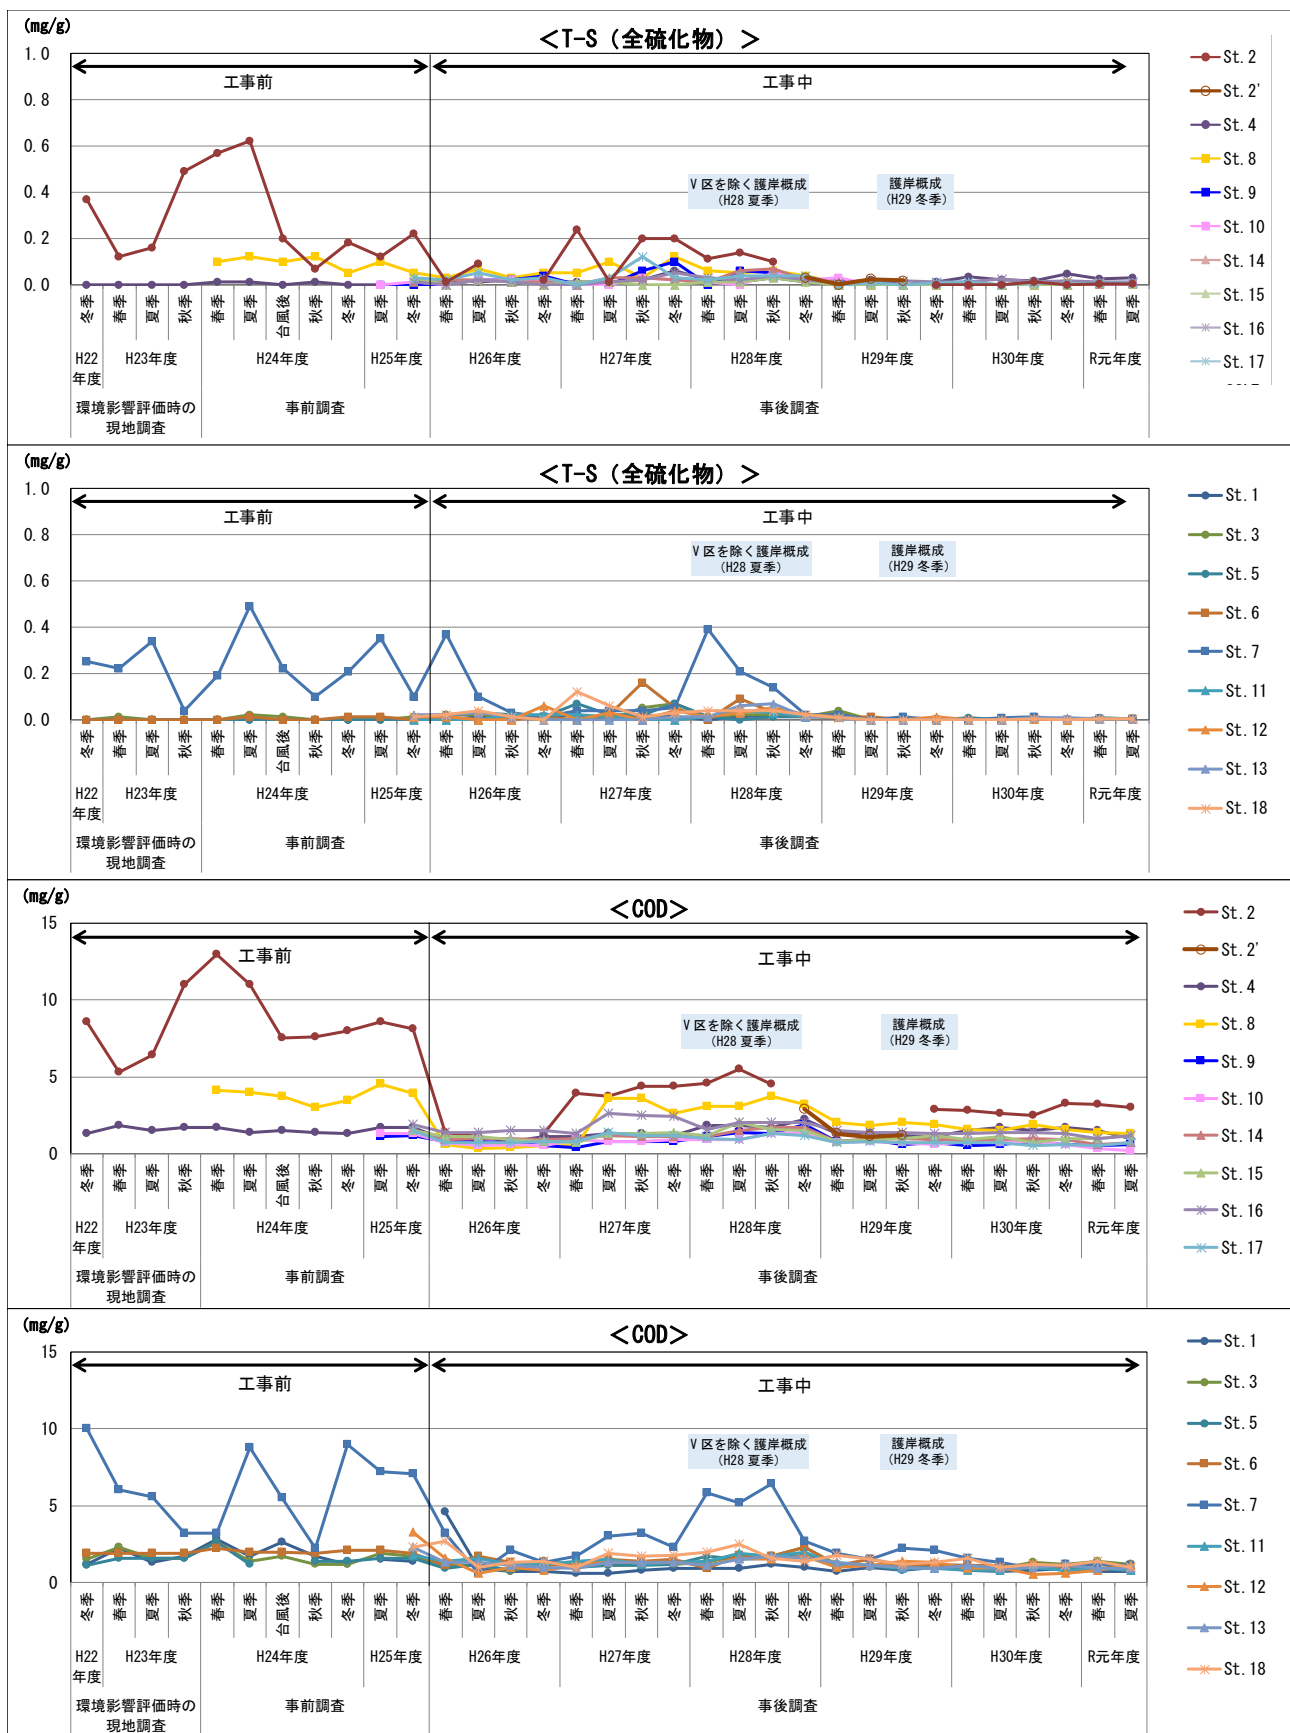 (mg/g)
＜T-S（全硫化物）＞
1.0
0.8
0.6
0.4
0.2
0.0
工事前
工事中
V区を除く護岸概成
(H28 夏季)
護岸概成
(H29 冬季)
冬季 春季 夏季 秋季 春季 夏季 台風後 秋季 冬季 夏季 冬季 春季 夏季 秋季 冬季 春季 夏季 秋季 冬季 春季 夏季 秋季 冬季 春季 夏季 秋季 冬季 春季 夏季 秋季 冬季 春季 夏季
H22年度 H23年度 H24年度 H25年度 H26年度 H27年度 H28年度 H29年度 H30年度 R元年度
環境影響評価時の
現地調査
事前調査
事後調査
St.2
St.2'
St.4
St.8
St.9
St.10
St.14
St.15
St.16
St.17
(mg/g)
＜T-S（全硫化物）＞
1.0
0.8
0.6
0.4
0.2
0.0
工事前
工事中
V区を除く護岸概成
(H28 夏季)
護岸概成
(H29 冬季)
冬季 春季 夏季 秋季 春季 夏季 台風後 秋季 冬季 夏季 冬季 春季 夏季 秋季 冬季 春季 夏季 秋季 冬季 春季 夏季 秋季 冬季 春季 夏季 秋季 冬季 春季 夏季 秋季 冬季 春季 夏季
H22年度 H23年度 H24年度 H25年度 H26年度 H27年度 H28年度 H29年度 H30年度 R元年度
環境影響評価時の
現地調査
事前調査
事後調査
St.1
St.3
St.5
St.6
St.7
St.11
St.12
St.13
St.18
(mg/g)
＜COD＞
15
10
5
0
工事前
工事中
V区を除く護岸概成
(H28 夏季)
護岸概成
(H29 冬季)
冬季 春季 夏季 秋季 春季 夏季 台風後 秋季 冬季 夏季 冬季 春季 夏季 秋季 冬季 春季 夏季 秋季 冬季 春季 夏季 秋季 冬季 春季 夏季 秋季 冬季 春季 夏季 秋季 冬季 春季 夏季
H22年度 H23年度 H24年度 H25年度 H26年度 H27年度 H28年度 H29年度 H30年度 R元年度
環境影響評価時の
現地調査
事前調査
事後調査
St.2
St.2'
St.4
St.8
St.9
St.10
St.14
St.15
St.16
St.17
(mg/g)
＜COD＞
15
10
5
0
工事前
工事中
V区を除く護岸概成
(H28 夏季)
護岸概成
(H29 冬季)
冬季 春季 夏季 秋季 春季 夏季 台風後 秋季 冬季 夏季 冬季 春季 夏季 秋季 冬季 春季 夏季 秋季 冬季 春季 夏季 秋季 冬季 春季 夏季 秋季 冬季 春季 夏季 秋季 冬季 春季 夏季
H22年度 H23年度 H24年度 H25年度 H26年度 H27年度 H28年度 H29年度 H30年度 R元年度
環境影響評価時の
現地調査
事前調査
事後調査
St.1
St.3
St.5
St.6
St.7
St.11
St.12
St.13
St.18